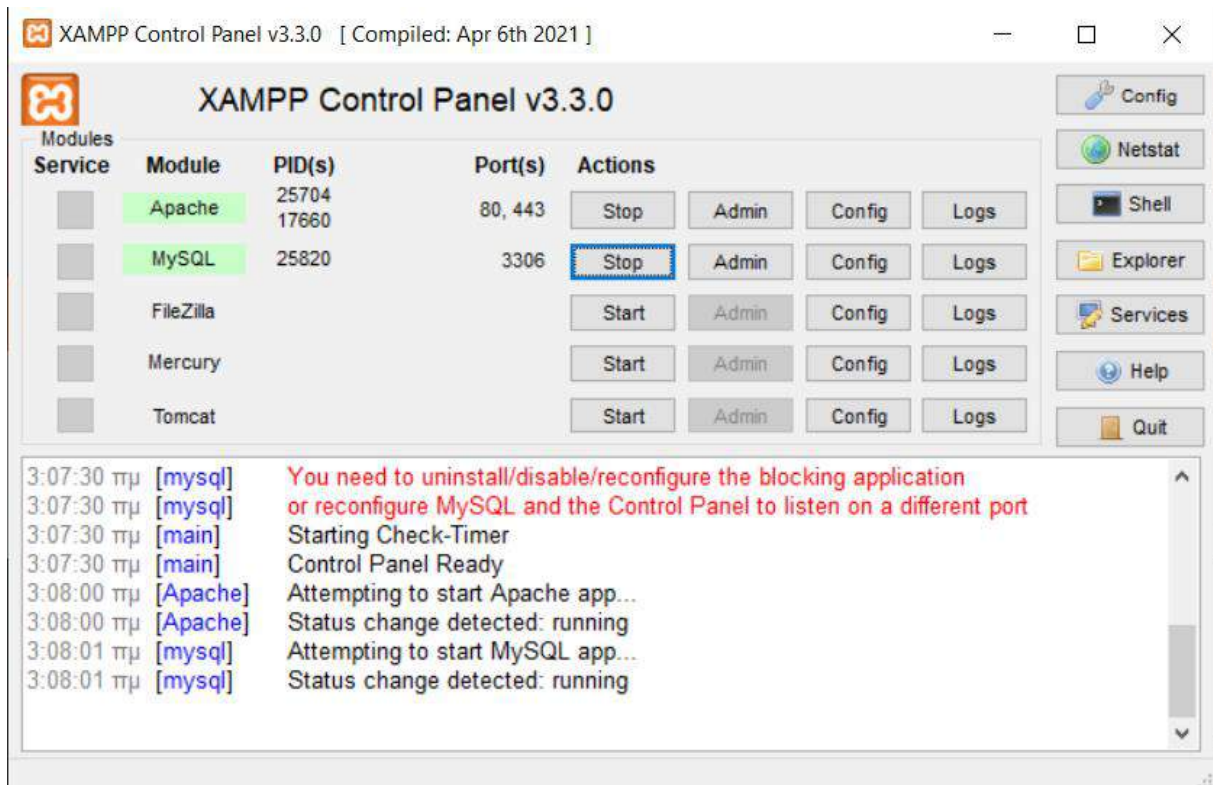 XAMPP Control Panel v3.3.0 [ Compiled: Apr 6th 2021 ]
XAMPP Control Panel v3.3.0
Config
Modules
Service Module PID(s) Port(s) Actions
Netstat
Apache 25704 17660 80, 443 Stop Admin Config Logs
Shell
MySQL 25820 3306 Stop Admin Config Logs
Explorer
FileZilla Start Admin Config Logs
Services
Mercury Start Admin Config Logs
Help
Tomcat Start Admin Config Logs
Quit
3:07:30 πμ [mysql] You need to uninstall/disable/reconfigure the blocking application
3:07:30 πμ [mysql] or reconfigure MySQL and the Control Panel to listen on a different port
3:07:30 πμ [main] Starting Check-Timer
3:07:30 πμ [main] Control Panel Ready
3:08:00 πμ [Apache] Attempting to start Apache app...
3:08:00 πμ [Apache] Status change detected: running
3:08:01 πμ [mysql] Attempting to start MySQL app...
3:08:01 πμ [mysql] Status change detected: running